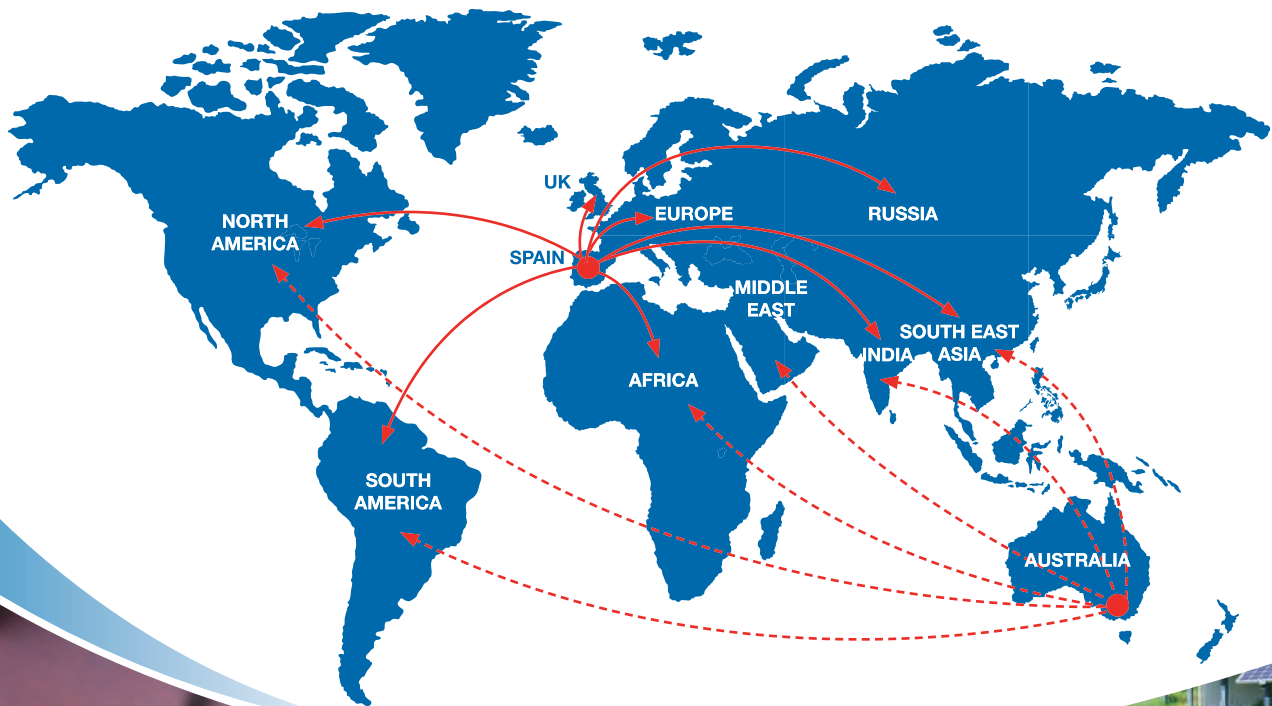 UK
EUROPE
RUSSIA
NORTH
AMERICA
SPAIN
MIDDLE
EAST
SOUTH EAST
ASIA
INDIA
AFRICA
SOUTH
AMERICA
AUSTRALIA